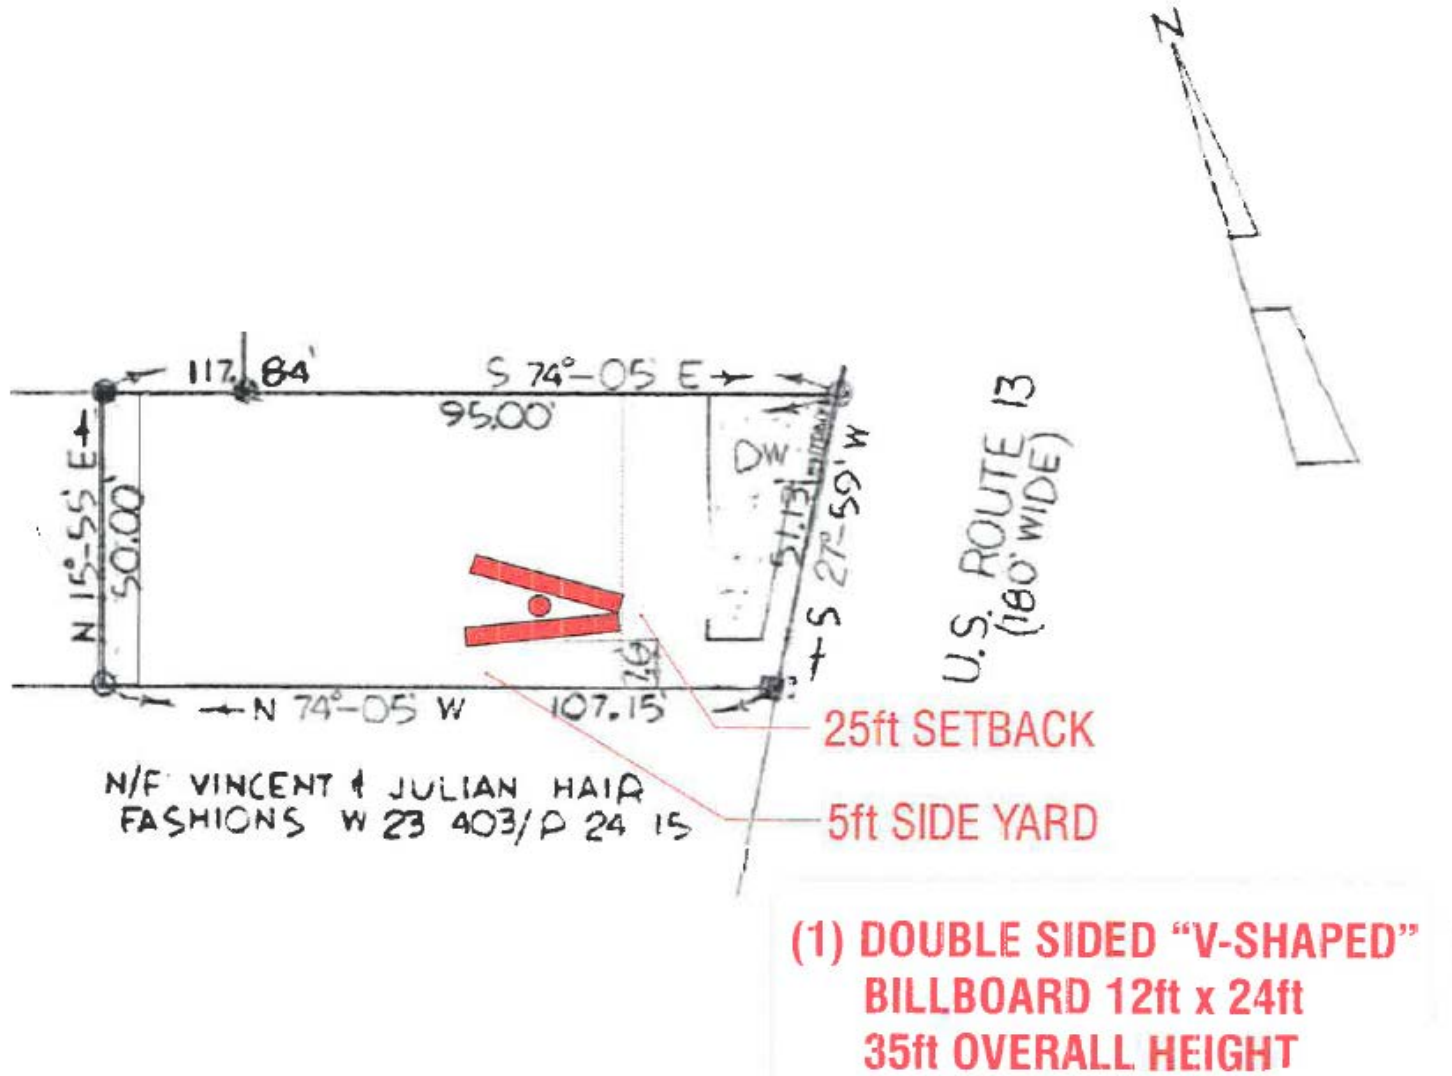 N
117.84'
S 74°-05' E
95.00'
DW
N 15°-55' E
50.00'
51.13'
S 27°-59' W
U.S. ROUTE 13
(180' WIDE)
7.6'
N 74°-05' W
107.15'
25ft SETBACK
N/F VINCENT & JULIAN HAIR
FASHIONS W 23 403/P 24 15
5ft SIDE YARD
(1) DOUBLE SIDED “V-SHAPED”
BILLBOARD 12ft x 24ft
35ft OVERALL HEIGHT